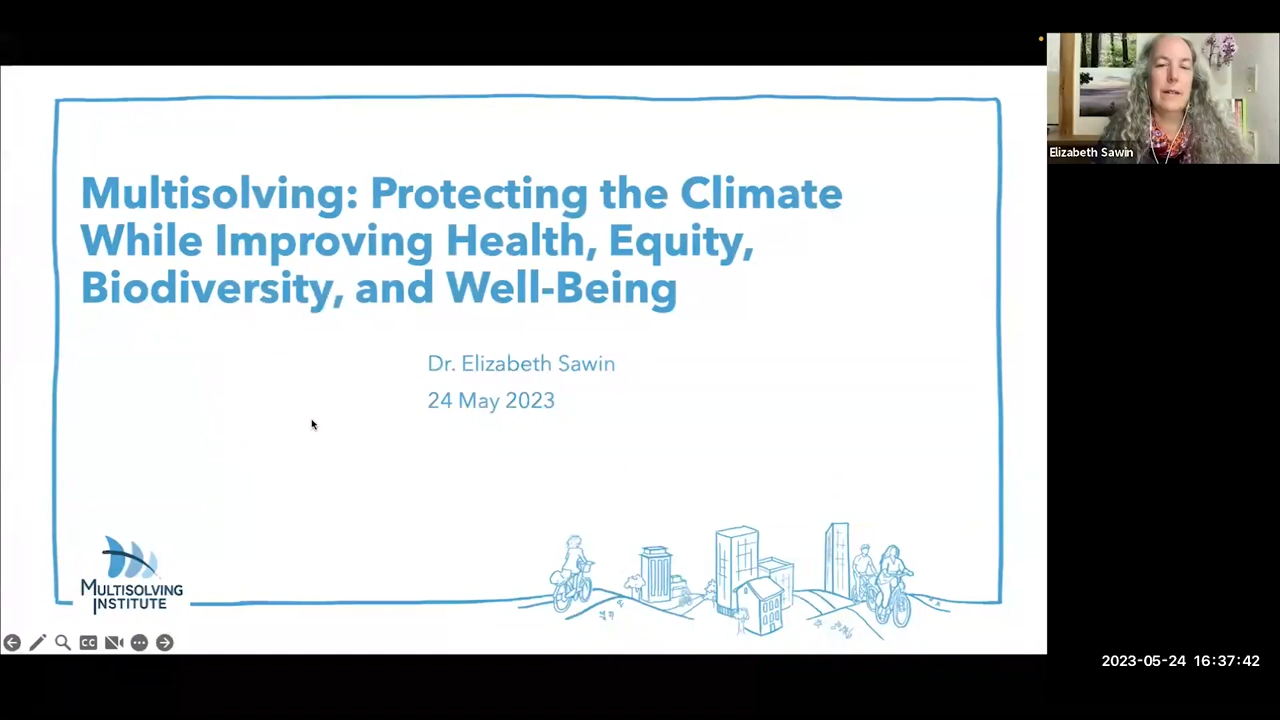 Multisolving: Protecting the Climate
While Improving Health, Equity,
Biodiversity, and Well-Being
Dr. Elizabeth Sawin
24 May 2023
MULTISOLVING
INSTITUTE
CC
Elizabeth Sawin
2023-05-24 16:37:42